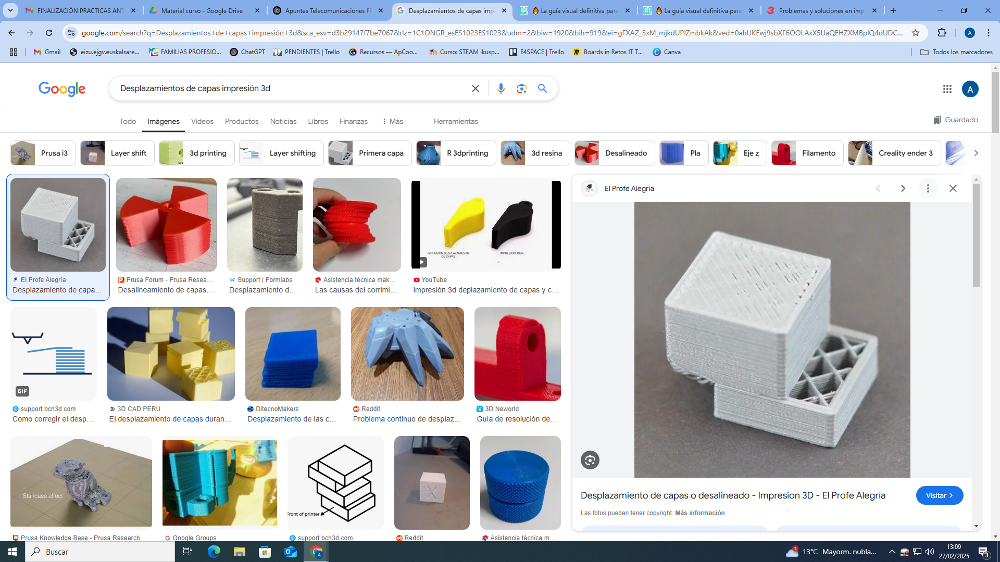 FINALIZACIÓN PRACTICAS ANT
Material curso - Google Drive
Apuntes Telecomunicaciones FP
Desplazamientos de capas impr
La guía visual definitiva para
La guía visual definitiva para
Problemas y soluciones en imp
google.com/search?q=Desplazamientos+de+capas+impresión+3d&sca_esv=d3b29147f7be7067&rlz=1C1ONGR_esES1023ES1023&udm=2&biw=1920&bih=919&ei=gFXAZ_3xM_mjkdUPlZmbkAk&ved=0ahUKEwj9sbXF6OOLAxX5UaQEHZXMBpIQ4dUDC...
A
Gmail
eizu.ejgv.euskalsare...
FAMILIAS PROFESIO...
ChatGPT
PENDIENTES | Trello
Recursos — ApCoo...
Curso: STEAM ikusp...
E4SPACE | Trello
Boards in Retos IT T...
Canva
Todos los marcadores
Google
Desplazamientos de capas impresión 3d
A
Todo
Imágenes
Vídeos
Productos
Noticias
Libros
Finanzas
Más
Herramientas
Guardado
Prusa i3
Layer shift
3d printing
Layer shifting
Primera capa
R 3dprinting
3d resina
Desalineado
Pla
Eje z
Filamento
Creality ender 3
IMPRESIÓN DESPLAZAMIENTO
DE CAPAS
IMPRESIÓN IDEAL
El Profe Alegría
Desplazamiento de capa...
Prusa Forum - Prusa Resea...
Desalineamiento de capas...
Support | Formlabs
Desplazamiento d...
Asistencia técnica mak...
Las causas del corrimi...
YouTube
impresión 3d deplazamiento de capas y c...
GIF
support.bcn3d.com
Como corregir el desp...
3D CAD PERU
El desplazamiento de capas duran...
DitecnoMakers
Desplazamiento de las c...
Reddit
Problema continuo de desplaz...
3D Neworld
Guía de resolución de...
Staircase effect
Front of printer
X
Prusa Knowledge Base - Prusa Research
Google Groups
support.bcn3d.com
Reddit
Asistencia técnica m...
El Profe Alegría
Desplazamiento de capas o desalineado - Impresion 3D - El Profe Alegría
Visitar
Las fotos pueden tener copyright. Más información
Buscar
1
13°C Mayorm. nubla...
13:09
27/02/2025
3